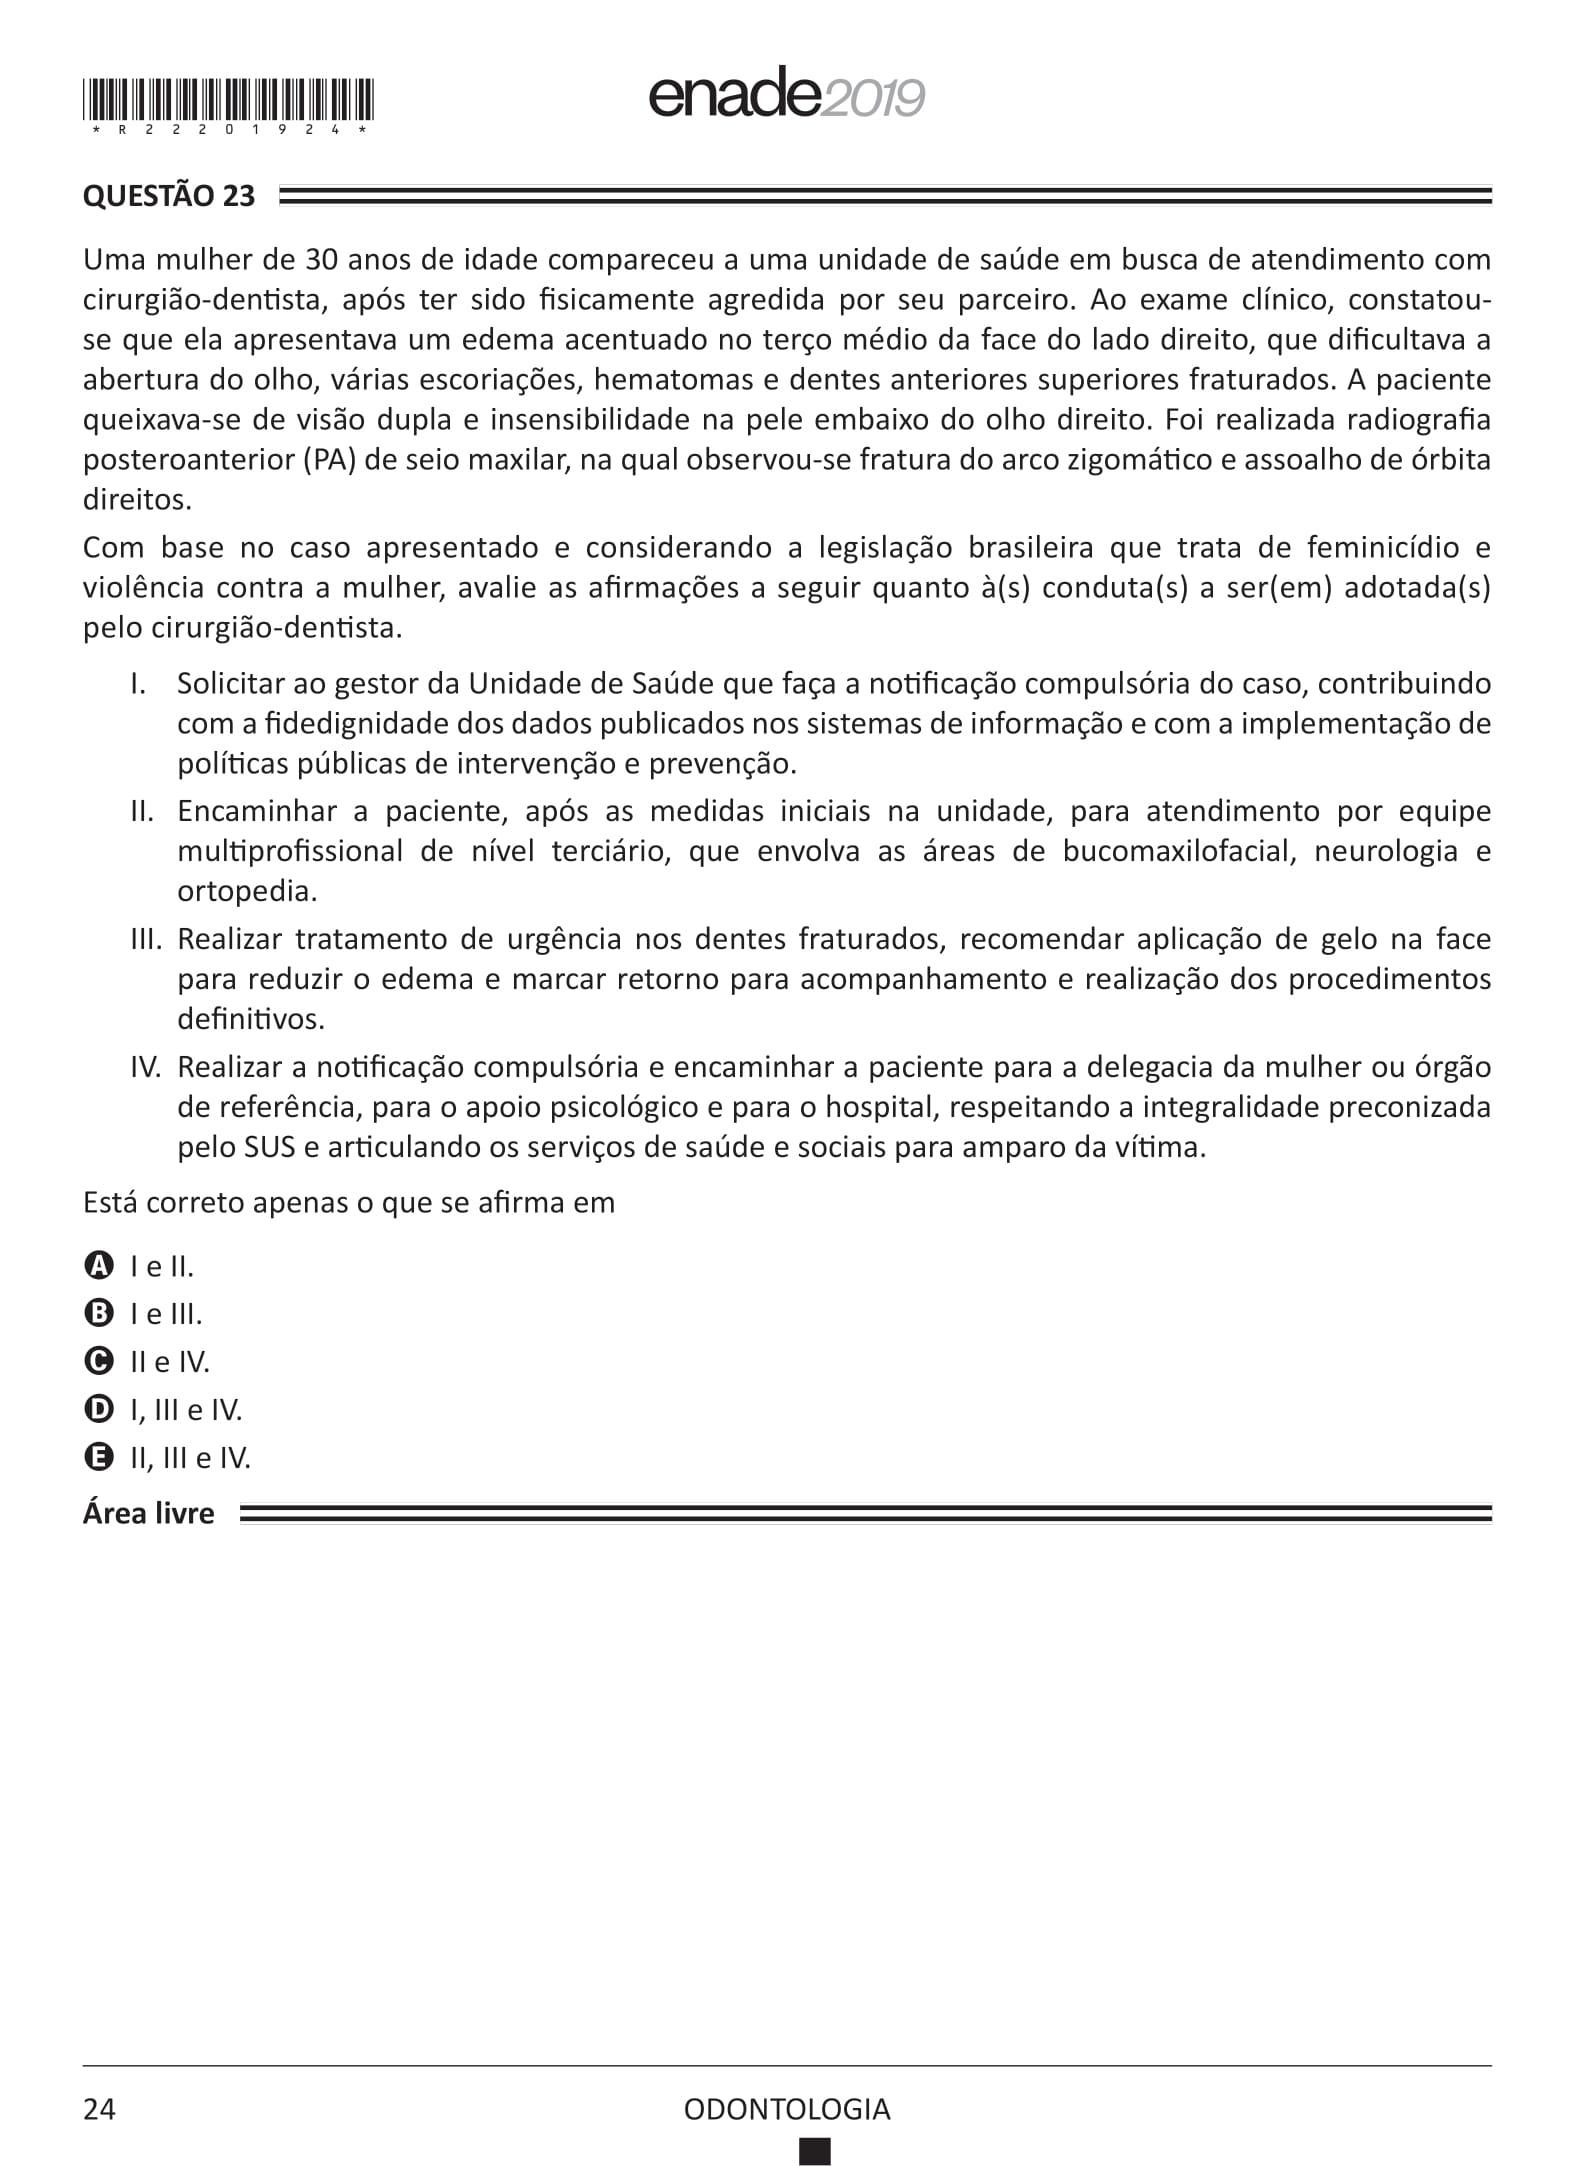 *R22201924*
enade2019
QUESTÃO 23
Uma mulher de 30 anos de idade compareceu a uma unidade de saúde em busca de atendimento com
cirurgião-dentista, após ter sido fisicamente agredida por seu parceiro. Ao exame clínico, constatou-
se que ela apresentava um edema acentuado no terço médio da face do lado direito, que dificultava a
abertura do olho, várias escoriações, hematomas e dentes anteriores superiores fraturados. A paciente
queixava-se de visão dupla e insensibilidade na pele embaixo do olho direito. Foi realizada radiografia
posteroanterior (PA) de seio maxilar, na qual observou-se fratura do arco zigomático e assoalho de órbita
direitos.
Com base no caso apresentado e considerando a legislação brasileira que trata de feminicídio e
violência contra a mulher, avalie as afirmações a seguir quanto à(s) conduta(s) a ser(em) adotada(s)
pelo cirurgião-dentista.
I. Solicitar ao gestor da Unidade de Saúde que faça a notificação compulsória do caso, contribuindo
com a fidedignidade dos dados publicados nos sistemas de informação e com a implementação de
políticas públicas de intervenção e prevenção.
II. Encaminhar a paciente, após as medidas iniciais na unidade, para atendimento por equipe
multiprofissional de nível terciário, que envolva as áreas de bucomaxilofacial, neurologia e
ortopedia.
III. Realizar tratamento de urgência nos dentes fraturados, recomendar aplicação de gelo na face
para reduzir o edema e marcar retorno para acompanhamento e realização dos procedimentos
definitivos.
IV. Realizar a notificação compulsória e encaminhar a paciente para a delegacia da mulher ou órgão
de referência, para o apoio psicológico e para o hospital, respeitando a integralidade preconizada
pelo SUS e articulando os serviços de saúde e sociais para amparo da vítima.
Está correto apenas o que se afirma em
A I e II.
B I e III.
C II e IV.
D I, III e IV.
E II, III e IV.
Área livre
24
ODONTOLOGIA